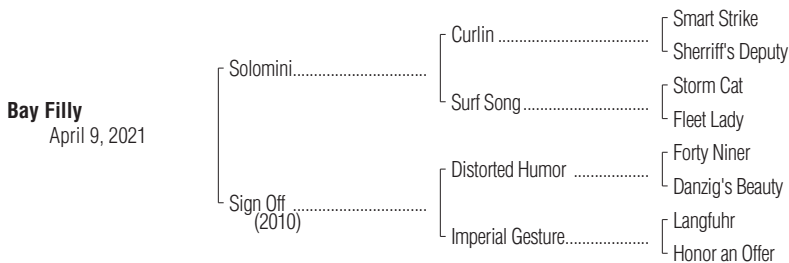 Smart Strike
Curlin ........................................
Sherriff's Deputy
Solomini.................................
Storm Cat
Surf Song..................................
Fleet Lady
Bay Filly
April 9, 2021
Forty Niner
Distorted Humor ....................
Danzig's Beauty
Sign Off .................................
(2010)
Langfuhr
Imperial Gesture......................
Honor an Offer